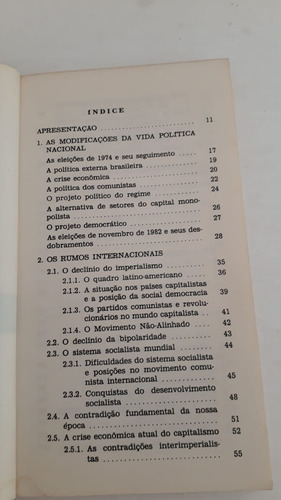 ÍNDICE
APRESENTAÇÃO .......................... 11
1. AS MODIFICAÇÕES DA VIDA POLÍTICA
NACIONAL
As eleições de 1974 e seu seguimento ..... 17
A política externa brasileira ............. 19
A crise econômica ..................... 20
A política dos comunistas ............... 22
O projeto político do regime ............. 24
A alternativa de setores do capital mono-
polista ............................. 26
O projeto democrático .................. 27
As eleições de novembro de 1982 e seus des-
dobramentos ........................ 28
2. OS RUMOS INTERNACIONAIS
2.1. O declínio do imperialismo ........... 35
2.1.1. O quadro latino-americano ..... 36
2.1.2. A situação nos países capitalistas
e a posição da social democracia 39
2.1.3. Os partidos comunistas e revolu-
cionários no mundo capitalista .. 41
2.1.4. O Movimento Não-Alinhado .... 42
2.2. O declínio da bipolaridade ........... 43
2.3. O sistema socialista mundial ........ 44
2.3.1. Dificuldades do sistema socialista
e posições no movimento comu-
nista internacional ............. 45
2.3.2. Conquistas do desenvolvimento
socialista ..................... 48
2.4. A contradição fundamental da nossa
época ............................. 51
2.5. A crise econômica atual do capitalismo 52
2.5.1. As contradições interimperialis-
tas ........................... 55